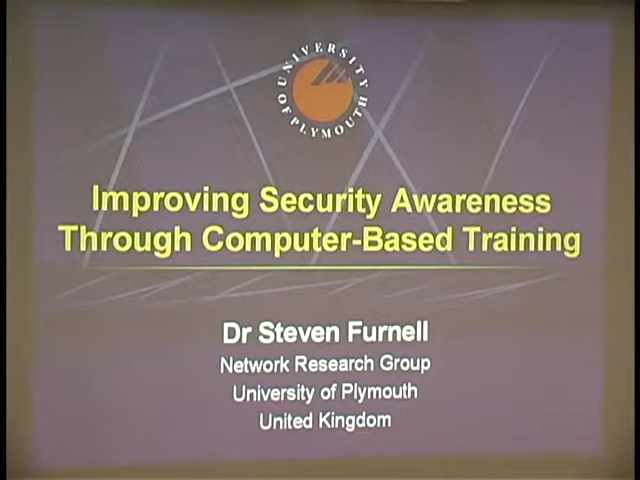 UNIVERSITY OF PLYMOUTH
Improving Security Awareness
Through Computer-Based Training
Dr Steven Furnell
Network Research Group
University of Plymouth
United Kingdom